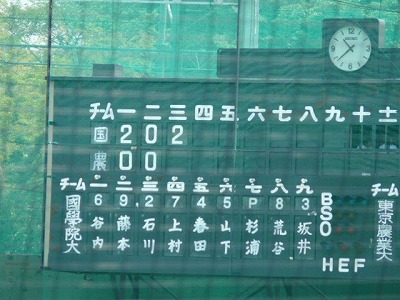 SEIKO
チーム 一 二 三 四 五 六 七 八 九 十 士
国 2 0 2
農 0 0
チーム 一 二 三 四 五 六 七 八 九 チーム
6 9 2 7 4 5 P 8 3
國學院大 谷内 藤本 石川 上村 春田 山下 杉浦 荒谷 坂井 BSO 東京農業大
H E F